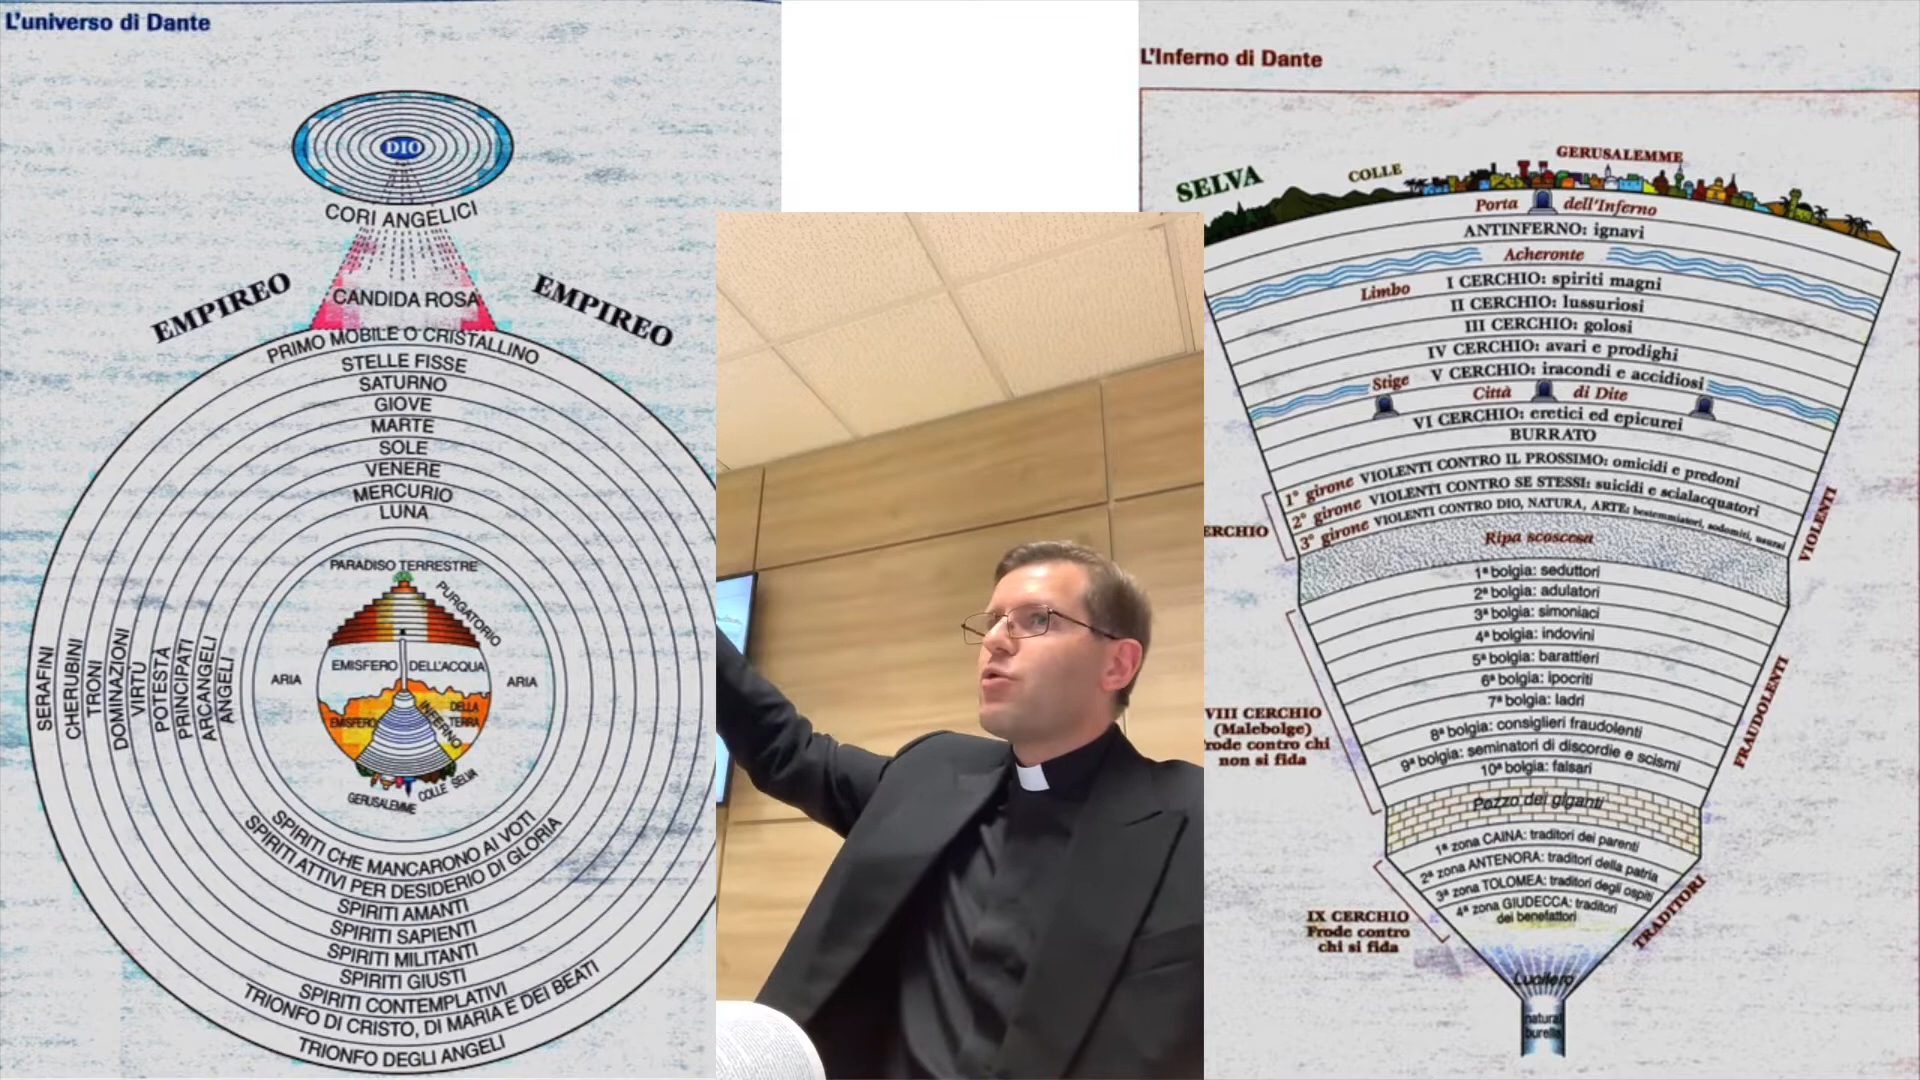 L'universo di Dante
DIO
CORI ANGELICI
EMPIREO
EMPIREO
CANDIDA ROSA
PRIMO MOBILE O CRISTALLINO
STELLE FISSE
SATURNO
GIOVE
MARTE
SOLE
VENERE
MERCURIO
LUNA
PARADISO TERRESTRE
PURGATORIO
EMISFERO DELL'ACQUA
ARIA
ARIA
EMISFERO
DELLA
TERRA
INFERNO
GERUSALEMME
COLLE
SELVA
SERAFINI
CHERUBINI
TRONI
DOMINAZIONI
VIRTU
POTESTÀ
PRINCIPATI
ARCANGELI
ANGELI
SPIRITI CHE MANCARONO AI VOTI
SPIRITI ATTIVI PER DESIDERIO DI GLORIA
SPIRITI AMANTI
SPIRITI SAPIENTI
SPIRITI MILITANTI
SPIRITI GIUSTI
SPIRITI CONTEMPLATIVI
TRIONFO DI CRISTO, DI MARIA E DEI BEATI
TRIONFO DEGLI ANGELI
L'Inferno di Dante
SELVA
COLLE
GERUSALEMME
Porta dell'Inferno
ANTINFERNO: ignavi
Acheronte
Limbo
I CERCHIO: spiriti magni
II CERCHIO: lussuriosi
III CERCHIO: golosi
IV CERCHIO: avari e prodighi
Stige
V CERCHIO: iracondi e accidiosi
Città di Dite
VI CERCHIO: eretici ed epicurei
BURRATO
1° girone VIOLENTI CONTRO IL PROSSIMO: omicidi e predoni
2° girone VIOLENTI CONTRO SE STESSI: suicidi e scialacquatori
3° girone VIOLENTI CONTRO DIO, NATURA, ARTE: bestemmiatori, sodomiti, usurai
ERCHIO
VIOLENTI
Ripa scoscesa
1ª bolgia: seduttori
2ª bolgia: adulatori
3ª bolgia: simoniaci
4ª bolgia: indovini
5ª bolgia: barattieri
6ª bolgia: ipocriti
7ª bolgia: ladri
8ª bolgia: consiglieri fraudolenti
9ª bolgia: seminatori di discordie e scismi
10ª bolgia: falsari
VIII CERCHIO
(Malebolge)
rode contro chi
non si fida
FRAUDOLENTI
Pozzo dei giganti
1ª zona CAINA: traditori dei parenti
2ª zona ANTENORA: traditori della patria
3ª zona TOLOMEA: traditori degli ospiti
4ª zona GIUDECCA: traditori
dei benefattori
IX CERCHIO
Frode contro
chi si fida
TRADITORI
Lucifero
natural
burella